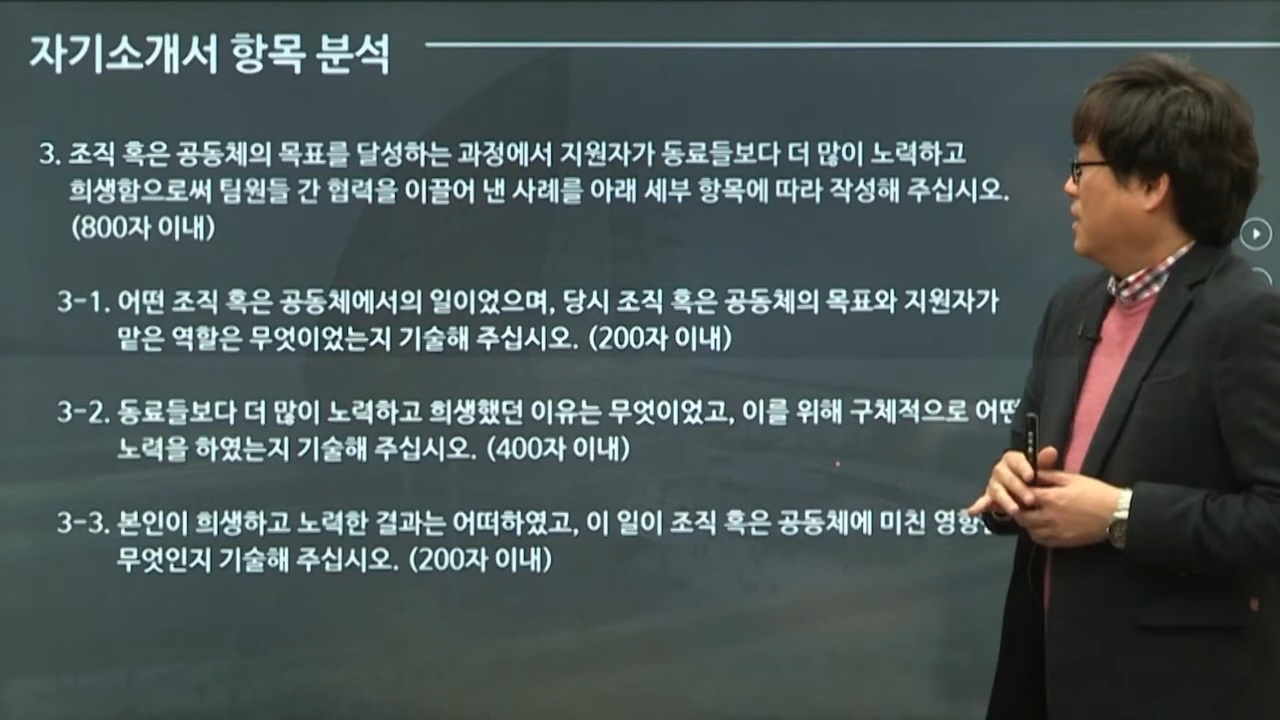 자기소개서 항목 분석
3. 조직 혹은 공동체의 목표를 달성하는 과정에서 지원자가 동료들보다 더 많이 노력하고
희생함으로써 팀원들 간 협력을 이끌어 낸 사례를 아래 세부 항목에 따라 작성해 주십시오.
(800자 이내)
3-1. 어떤 조직 혹은 공동체에서의 일이었으며, 당시 조직 혹은 공동체의 목표와 지원자가
맡은 역할은 무엇이었는지 기술해 주십시오. (200자 이내)
3-2. 동료들보다 더 많이 노력하고 희생했던 이유는 무엇이었고, 이를 위해 구체적으로 어떤
노력을 하였는지 기술해 주십시오. (400자 이내)
3-3. 본인이 희생하고 노력한 결과는 어떠하였고, 이 일이 조직 혹은 공동체에 미친 영향은
무엇인지 기술해 주십시오. (200자 이내)